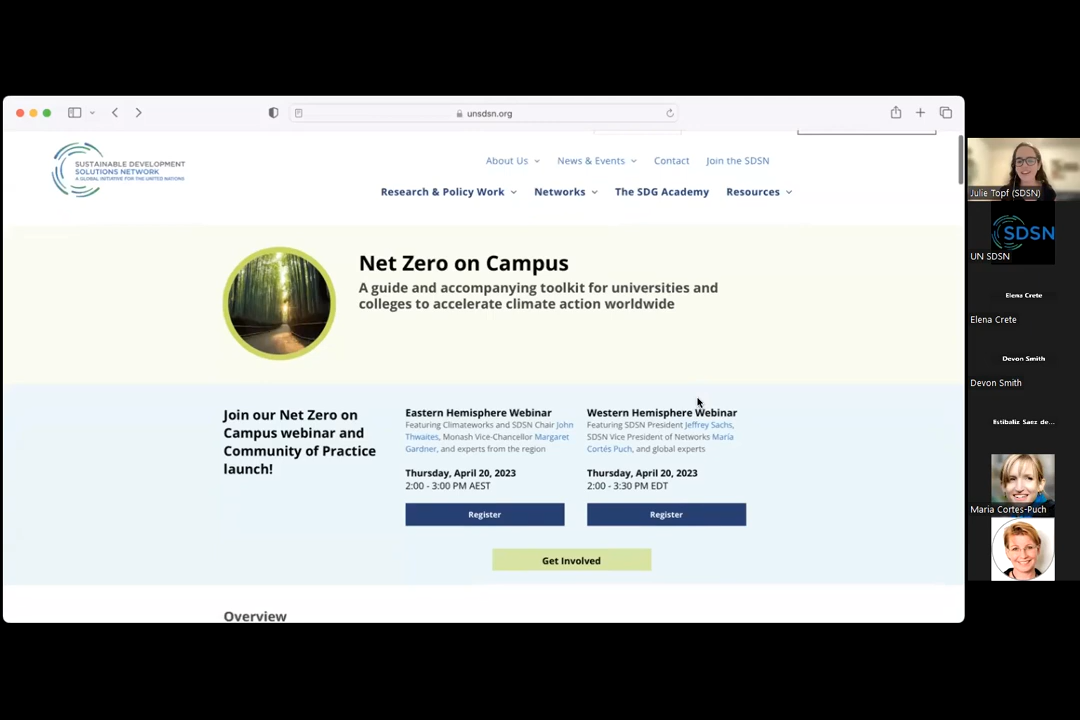 unsdsn.org
SUSTAINABLE DEVELOPMENT
SOLUTIONS NETWORK
A GLOBAL INITIATIVE FOR THE UNITED NATIONS
About Us
News & Events
Contact
Join the SDSN
Research & Policy Work
Networks
The SDG Academy
Resources
Net Zero on Campus
A guide and accompanying toolkit for universities and
colleges to accelerate climate action worldwide
Join our Net Zero on
Campus webinar and
Community of Practice
launch!
Eastern Hemisphere Webinar
Featuring Climateworks and SDSN Chair John
Thwaites, Monash Vice-Chancellor Margaret
Gardner, and experts from the region
Thursday, April 20, 2023
2:00 - 3:00 PM AEST
Register
Western Hemisphere Webinar
Featuring SDSN President Jeffrey Sachs,
SDSN Vice President of Networks María
Cortés Puch, and global experts
Thursday, April 20, 2023
2:00 - 3:30 PM EDT
Register
Get Involved
Overview
Julie Topf (SDSN)
SDSN
UN SDSN
Elena Crete
Elena Crete
Devon Smith
Devon Smith
Estibaliz Saez de...
Maria Cortes-Puch